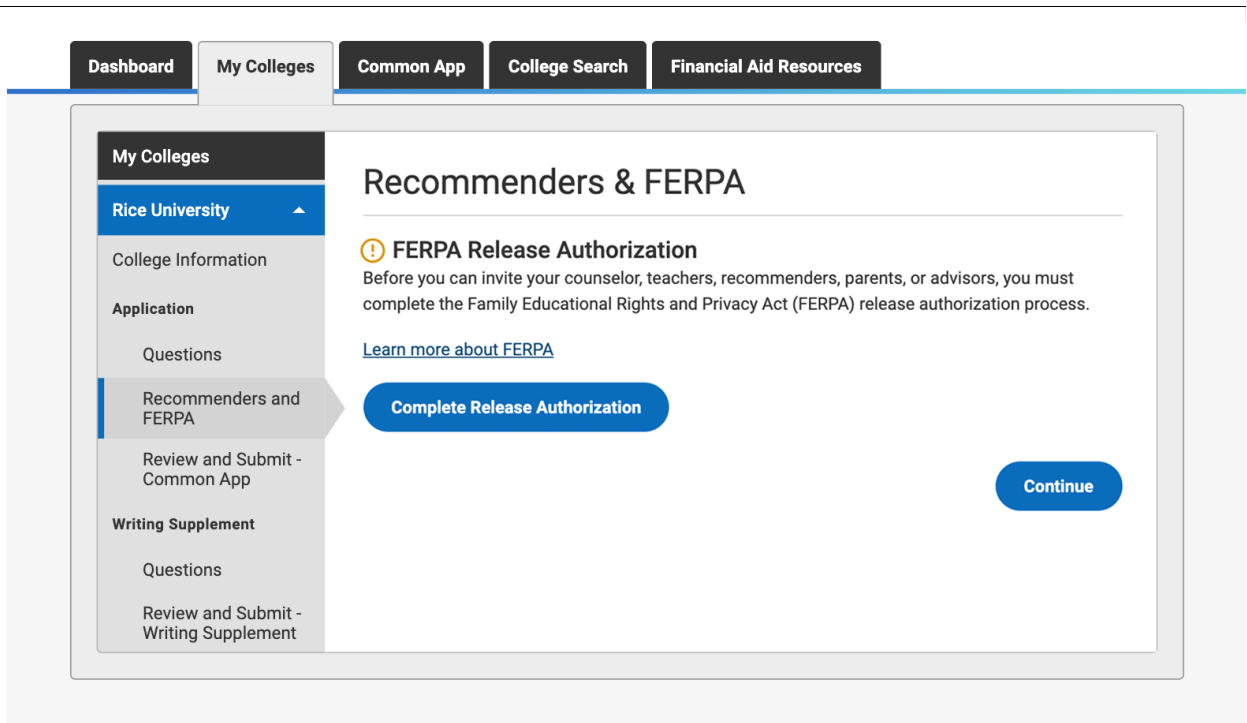 Dashboard
My Colleges
Common App
College Search
Financial Aid Resources
My Colleges
Rice University
College Information
Application
Questions
Recommenders and
FERPA
Review and Submit -
Common App
Writing Supplement
Questions
Review and Submit -
Writing Supplement
Recommenders & FERPA
FERPA Release Authorization
Before you can invite your counselor, teachers, recommenders, parents, or advisors, you must
complete the Family Educational Rights and Privacy Act (FERPA) release authorization process.
Learn more about FERPA
Complete Release Authorization
Continue